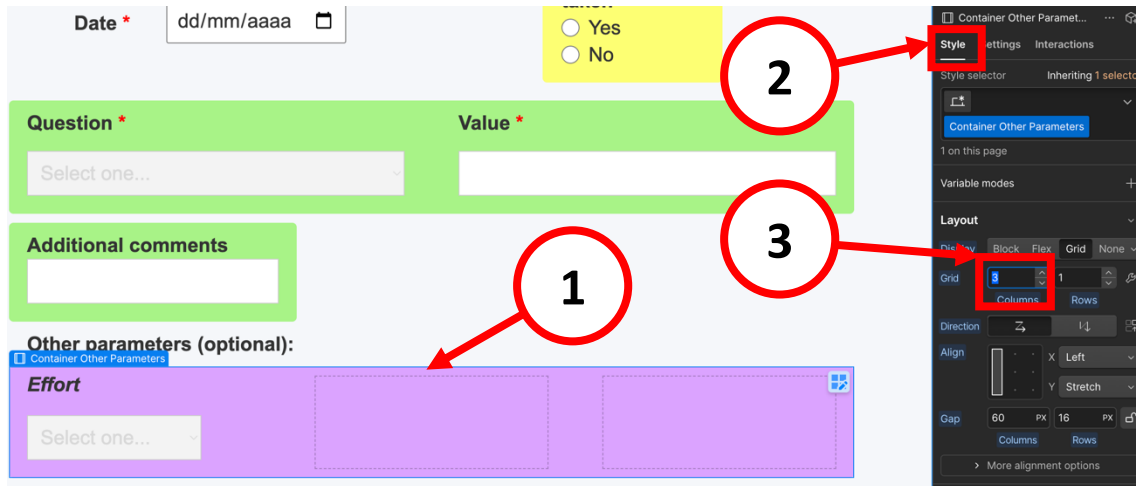 taken
Date *
dd/mm/aaaa
Yes
No
2
Question *
Value *
Select one...
Additional comments
1
3
Other parameters (optional):
Container Other Parameters
Effort
Select one...
Container Other Paramet... ...
Style
ettings
Interactions
Style selector
Inheriting 1 selecto
Container Other Parameters
1 on this page
Variable modes
Layout
Display
Block
Flex
Grid
None
Grid
3
1
Columns
Rows
Direction
Align
X
Left
Y
Stretch
Gap
60
PX
16
PX
Columns
Rows
More alignment options